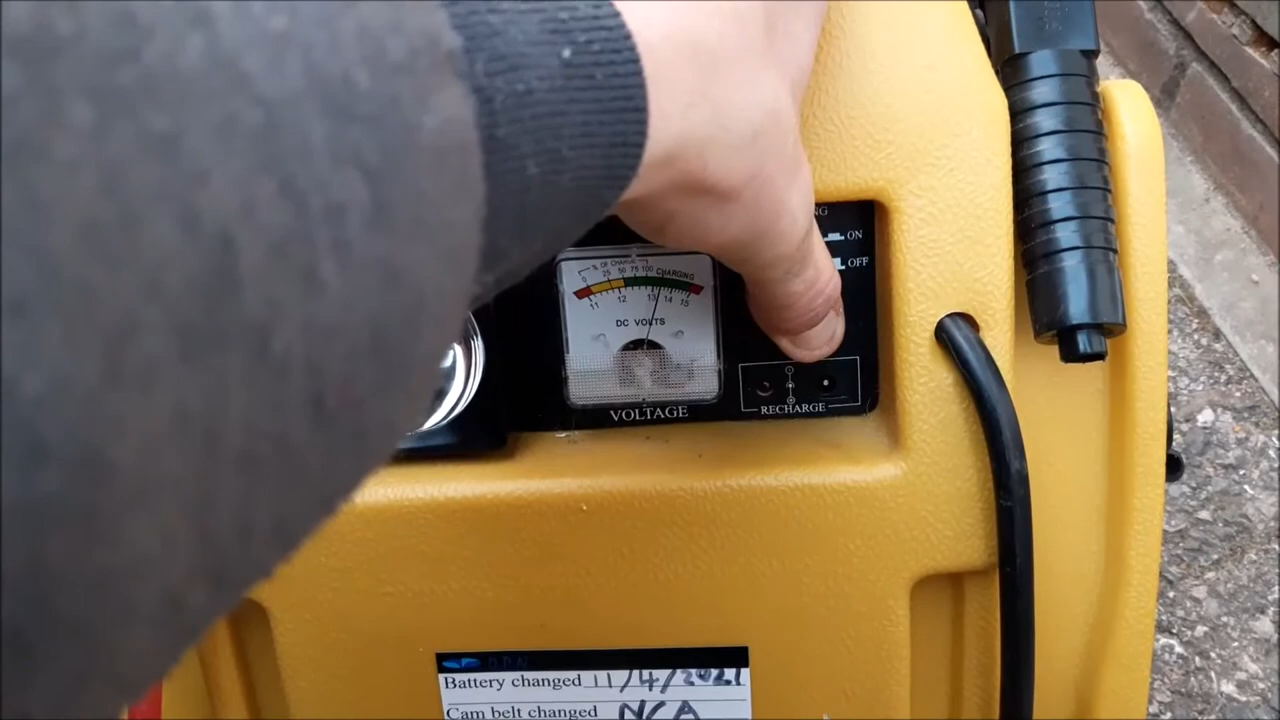 ON
OFF
% OF CHARGE
0 25 50 75 100 CHARGING
11 12 13 14 15
DC VOLTS
VOLTAGE
RECHARGE
Battery changed 11/4/2021
Cam belt changed N/A